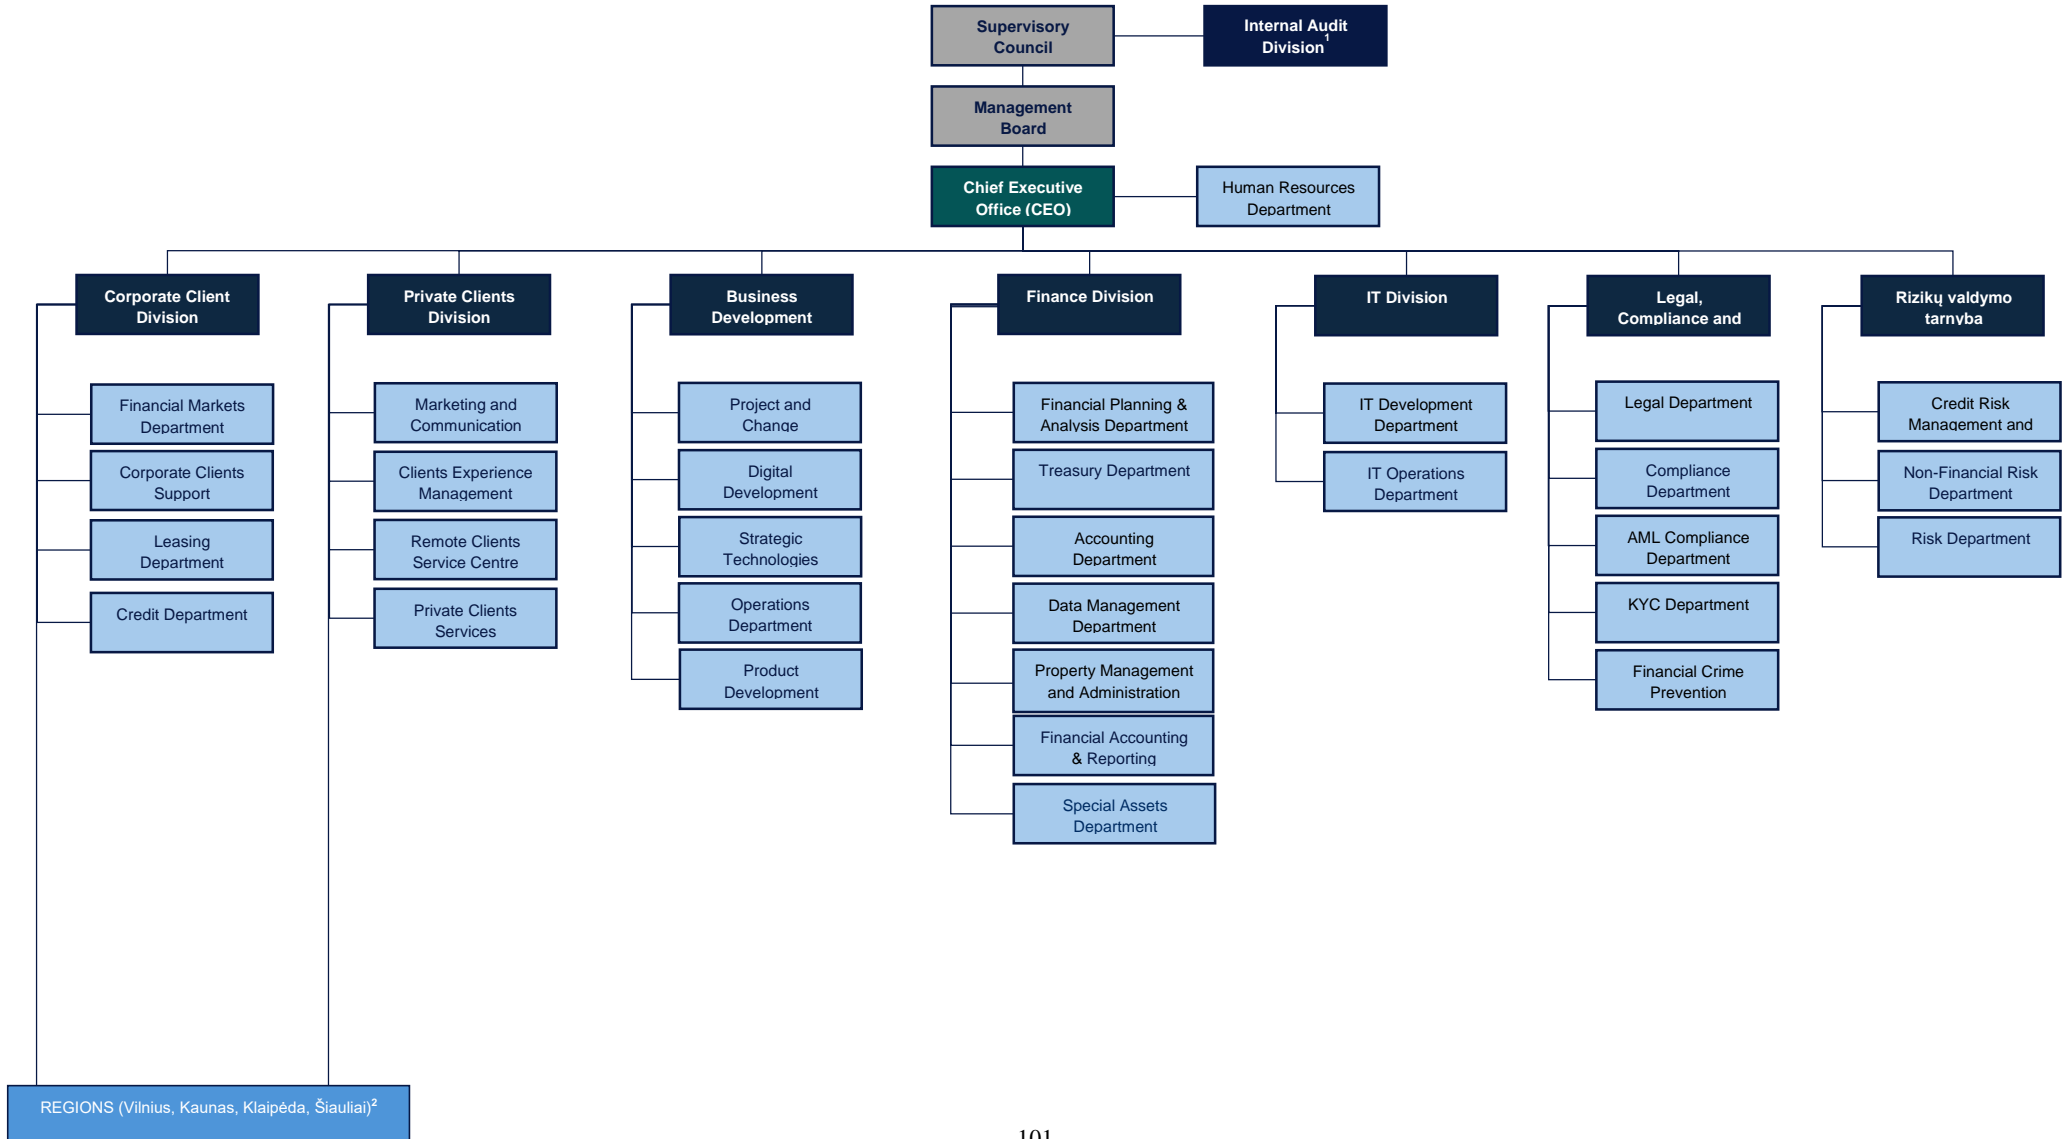 Supervisory
Council
Internal Audit
Division¹
Management
Board
Chief Executive
Office (CEO)
Human Resources
Department
Corporate Client
Division
Private Clients
Division
Business
Development
Finance Division
IT Division
Legal,
Compliance and
Rizikų valdymo
tarnyba
Financial Markets
Department
Corporate Clients
Support
Leasing
Department
Credit Department
Marketing and
Communication
Clients Experience
Management
Remote Clients
Service Centre
Private Clients
Services
Project and
Change
Digital
Development
Strategic
Technologies
Operations
Department
Product
Development
Financial Planning &
Analysis Department
Treasury Department
Accounting
Department
Data Management
Department
Property Management
and Administration
Financial Accounting
& Reporting
Special Assets
Department
IT Development
Department
IT Operations
Department
Legal Department
Compliance
Department
AML Compliance
Department
KYC Department
Financial Crime
Prevention
Credit Risk
Management and
Non-Financial Risk
Department
Risk Department
REGIONS (Vilnius, Kaunas, Klaipėda, Šiauliai)²
101